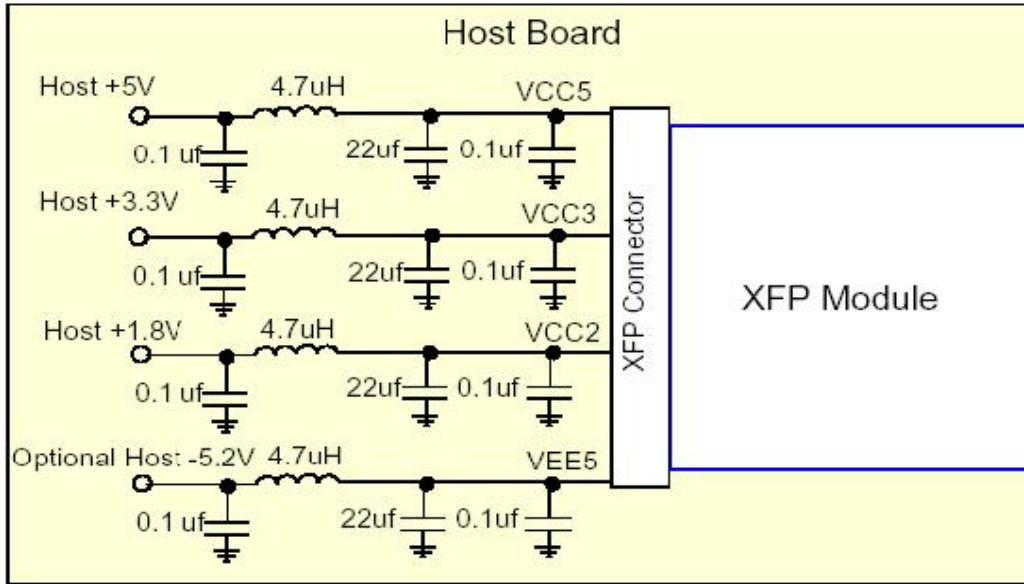 Host Board
Host +5V
4.7uH
VCC5
0.1 uf
22uf
0.1uf
Host +3.3V
4.7uH
VCC3
0.1 uf
22uf
0.1uf
Host +1.8V
4.7uH
VCC2
0.1 uf
22uf
0.1uf
Optional Host -5.2V
4.7uH
VEE5
0.1 uf
22uf
0.1uf
XFP Connector
XFP Module